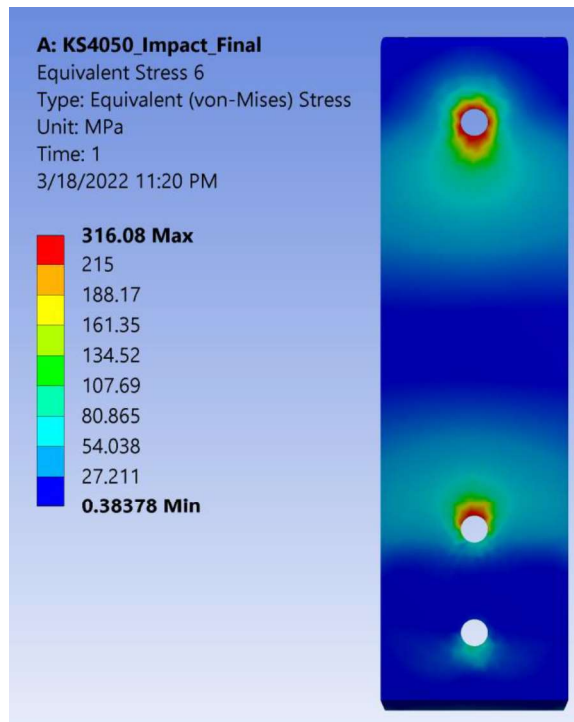 A: KS4050_Impact_Final
Equivalent Stress 6
Type: Equivalent (von-Mises) Stress
Unit: MPa
Time: 1
3/18/2022 11:20 PM
316.08 Max
215
188.17
161.35
134.52
107.69
80.865
54.038
27.211
0.38378 Min